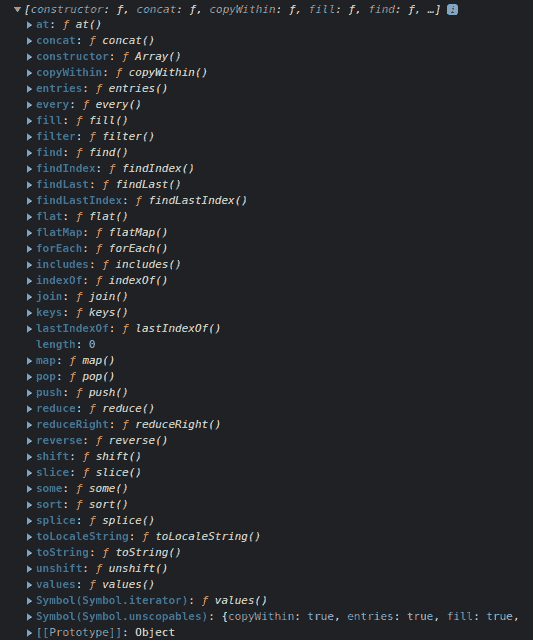 [constructor: ƒ, concat: ƒ, copyWithin: ƒ, fill: ƒ, find: ƒ, …] i
at: ƒ at()
concat: ƒ concat()
constructor: ƒ Array()
copyWithin: ƒ copyWithin()
entries: ƒ entries()
every: ƒ every()
fill: ƒ fill()
filter: ƒ filter()
find: ƒ find()
findIndex: ƒ findIndex()
findLast: ƒ findLast()
findLastIndex: ƒ findLastIndex()
flat: ƒ flat()
flatMap: ƒ flatMap()
forEach: ƒ forEach()
includes: ƒ includes()
indexOf: ƒ indexOf()
join: ƒ join()
keys: ƒ keys()
lastIndexOf: ƒ lastIndexOf()
length: 0
map: ƒ map()
pop: ƒ pop()
push: ƒ push()
reduce: ƒ reduce()
reduceRight: ƒ reduceRight()
reverse: ƒ reverse()
shift: ƒ shift()
slice: ƒ slice()
some: ƒ some()
sort: ƒ sort()
splice: ƒ splice()
toLocaleString: ƒ toLocaleString()
toString: ƒ toString()
unshift: ƒ unshift()
values: ƒ values()
Symbol(Symbol.iterator): ƒ values()
Symbol(Symbol.unscopables): {copyWithin: true, entries: true, fill: true,
[[Prototype]]: Object